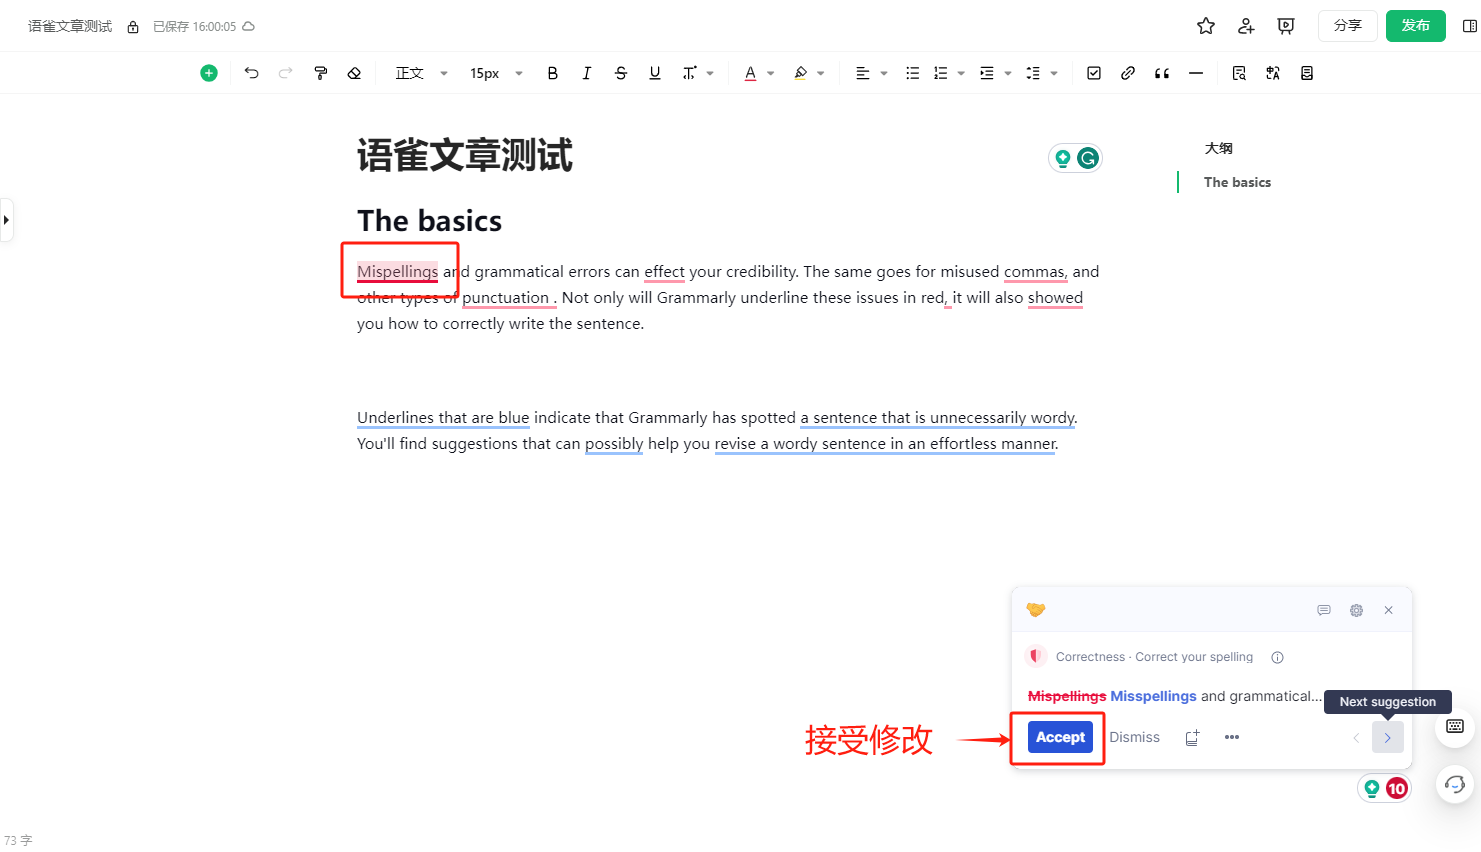 语雀文章测试 已保存 16:00:05 分享 发布
正文 15px
语雀文章测试
大纲
The basics
The basics
Mispellings and grammatical errors can effect your credibility. The same goes for misused commas, and
other types of punctuation . Not only will Grammarly underline these issues in red, it will also showed
you how to correctly write the sentence.
Underlines that are blue indicate that Grammarly has spotted a sentence that is unnecessarily wordy.
You'll find suggestions that can possibly help you revise a wordy sentence in an effortless manner.
Correctness · Correct your spelling
Mispellings Misspellings and grammatical...
Next suggestion
接受修改
Accept Dismiss
10
73 字